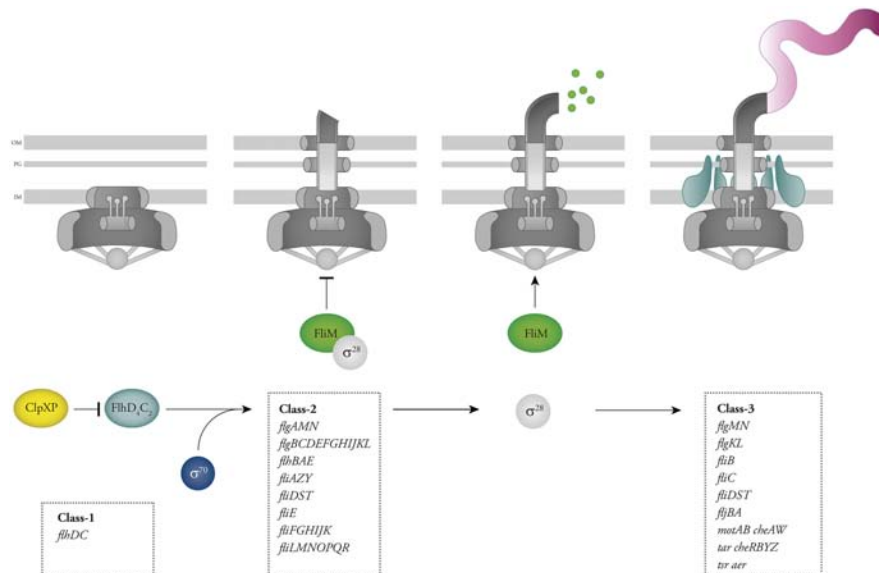 OM
PG
IM
FliM
σ28
FliM
ClpXP
FlhD4C2
σ70
σ28
Class-1
flhDC
Class-2
flgAMN
flgBCDEFGHIJKL
flhBAE
fliAZY
fliDST
fliE
fliFGHIJK
fliLMNOPQR
Class-3
flgMN
flgKL
fliB
fliC
fliDST
fljBA
motAB cheAW
tar cheRBYZ
tsr aer